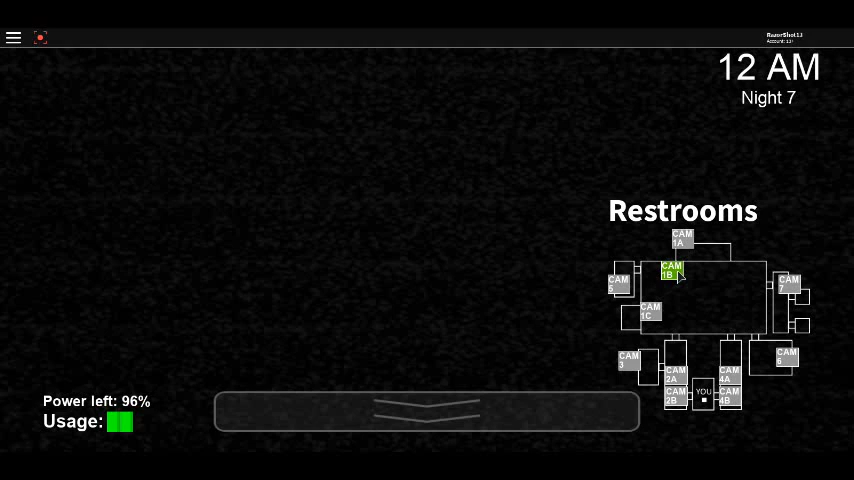 RazorShot13
12 AM
Night 7
Restrooms
CAM 1A
CAM 1B
CAM 5
CAM 7
CAM 1C
CAM 3
CAM 6
CAM 2A
CAM 4A
CAM 2B
YOU
CAM 4B
Power left: 96%
Usage: